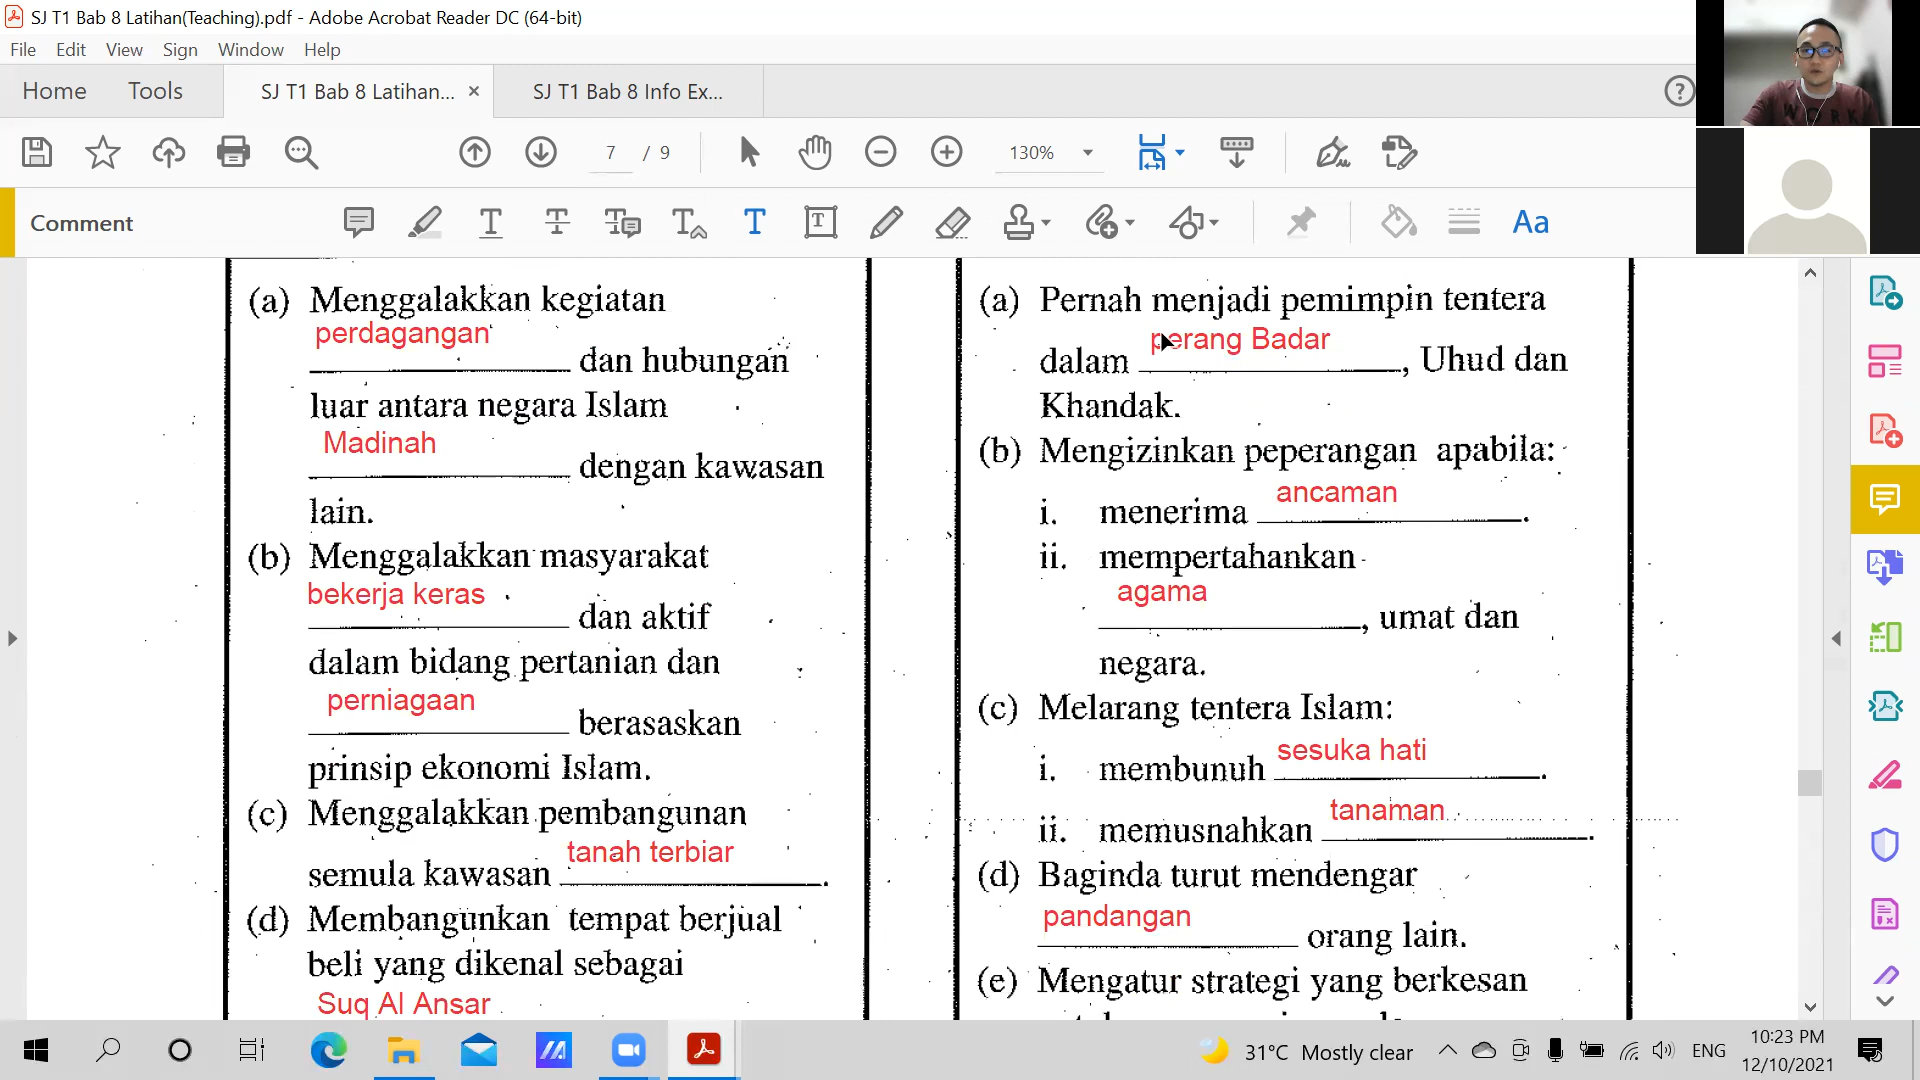 SJ T1 Bab 8 Latihan(Teaching).pdf - Adobe Acrobat Reader DC (64-bit)
File Edit View Sign Window Help
Home Tools SJ T1 Bab 8 Latihan... × SJ T1 Bab 8 Info Ex...
7 / 9 130%
Comment
(a) Menggalakkan kegiatan
perdagangan
dan hubungan
luar antara negara Islam
Madinah
dengan kawasan
lain.
(b) Menggalakkan masyarakat
bekerja keras
dan aktif
dalam bidang pertanian dan
perniagaan
berasaskan
prinsip ekonomi Islam.
(c) Menggalakkan pembangunan
tanah terbiar
semula kawasan .
(d) Membangunkan tempat berjual
beli yang dikenal sebagai
Suq Al Ansar
(a) Pernah menjadi pemimpin tentera
perang Badar
dalam , Uhud dan
Khandak.
(b) Mengizinkan peperangan apabila:
ancaman
i. menerima .
ii. mempertahankan
agama
, umat dan
negara.
(c) Melarang tentera Islam:
sesuka hati
i. membunuh .
tanaman
ii. memusnahkan .
(d) Baginda turut mendengar
pandangan
orang lain.
(e) Mengatur strategi yang berkesan
31°C Mostly clear
ENG
10:23 PM
12/10/2021